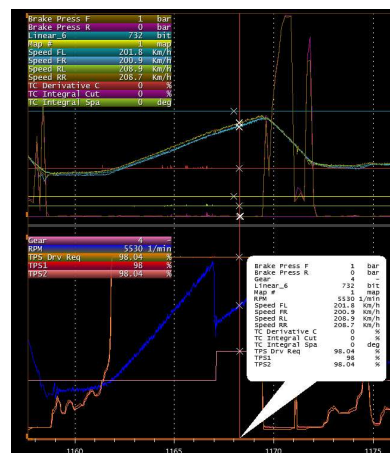 Brake Press F 1 bar
Brake Press R 0 bar
Linear_6 732 bit
Map # 1 map
Speed FL 201.8 Km/h
Speed FR 200.9 Km/h
Speed RL 208.9 Km/h
Speed RR 208.7 Km/h
TC Derivative C 0 %
TC Integral Cut 0 %
TC Integral Spa 0 deg
Gear 4 -
RPM 5530 1/min
TPS Drv Req 98.04 %
TPS1 98 %
TPS2 98.04 %
Brake Press F 1 bar
Brake Press R 0 bar
Gear 4 -
Linear_6 732 bit
Map # 1 map
RPM 5530 1/min
Speed FL 201.8 Km/h
Speed FR 200.9 Km/h
Speed RL 208.9 Km/h
Speed RR 208.7 Km/h
TC Derivative C 0 %
TC Integral Cut 0 %
TC Integral Spa 0 deg
TPS Drv Req 98.04 %
TPS1 98 %
TPS2 98.04 %
1160 1165 1170 1175